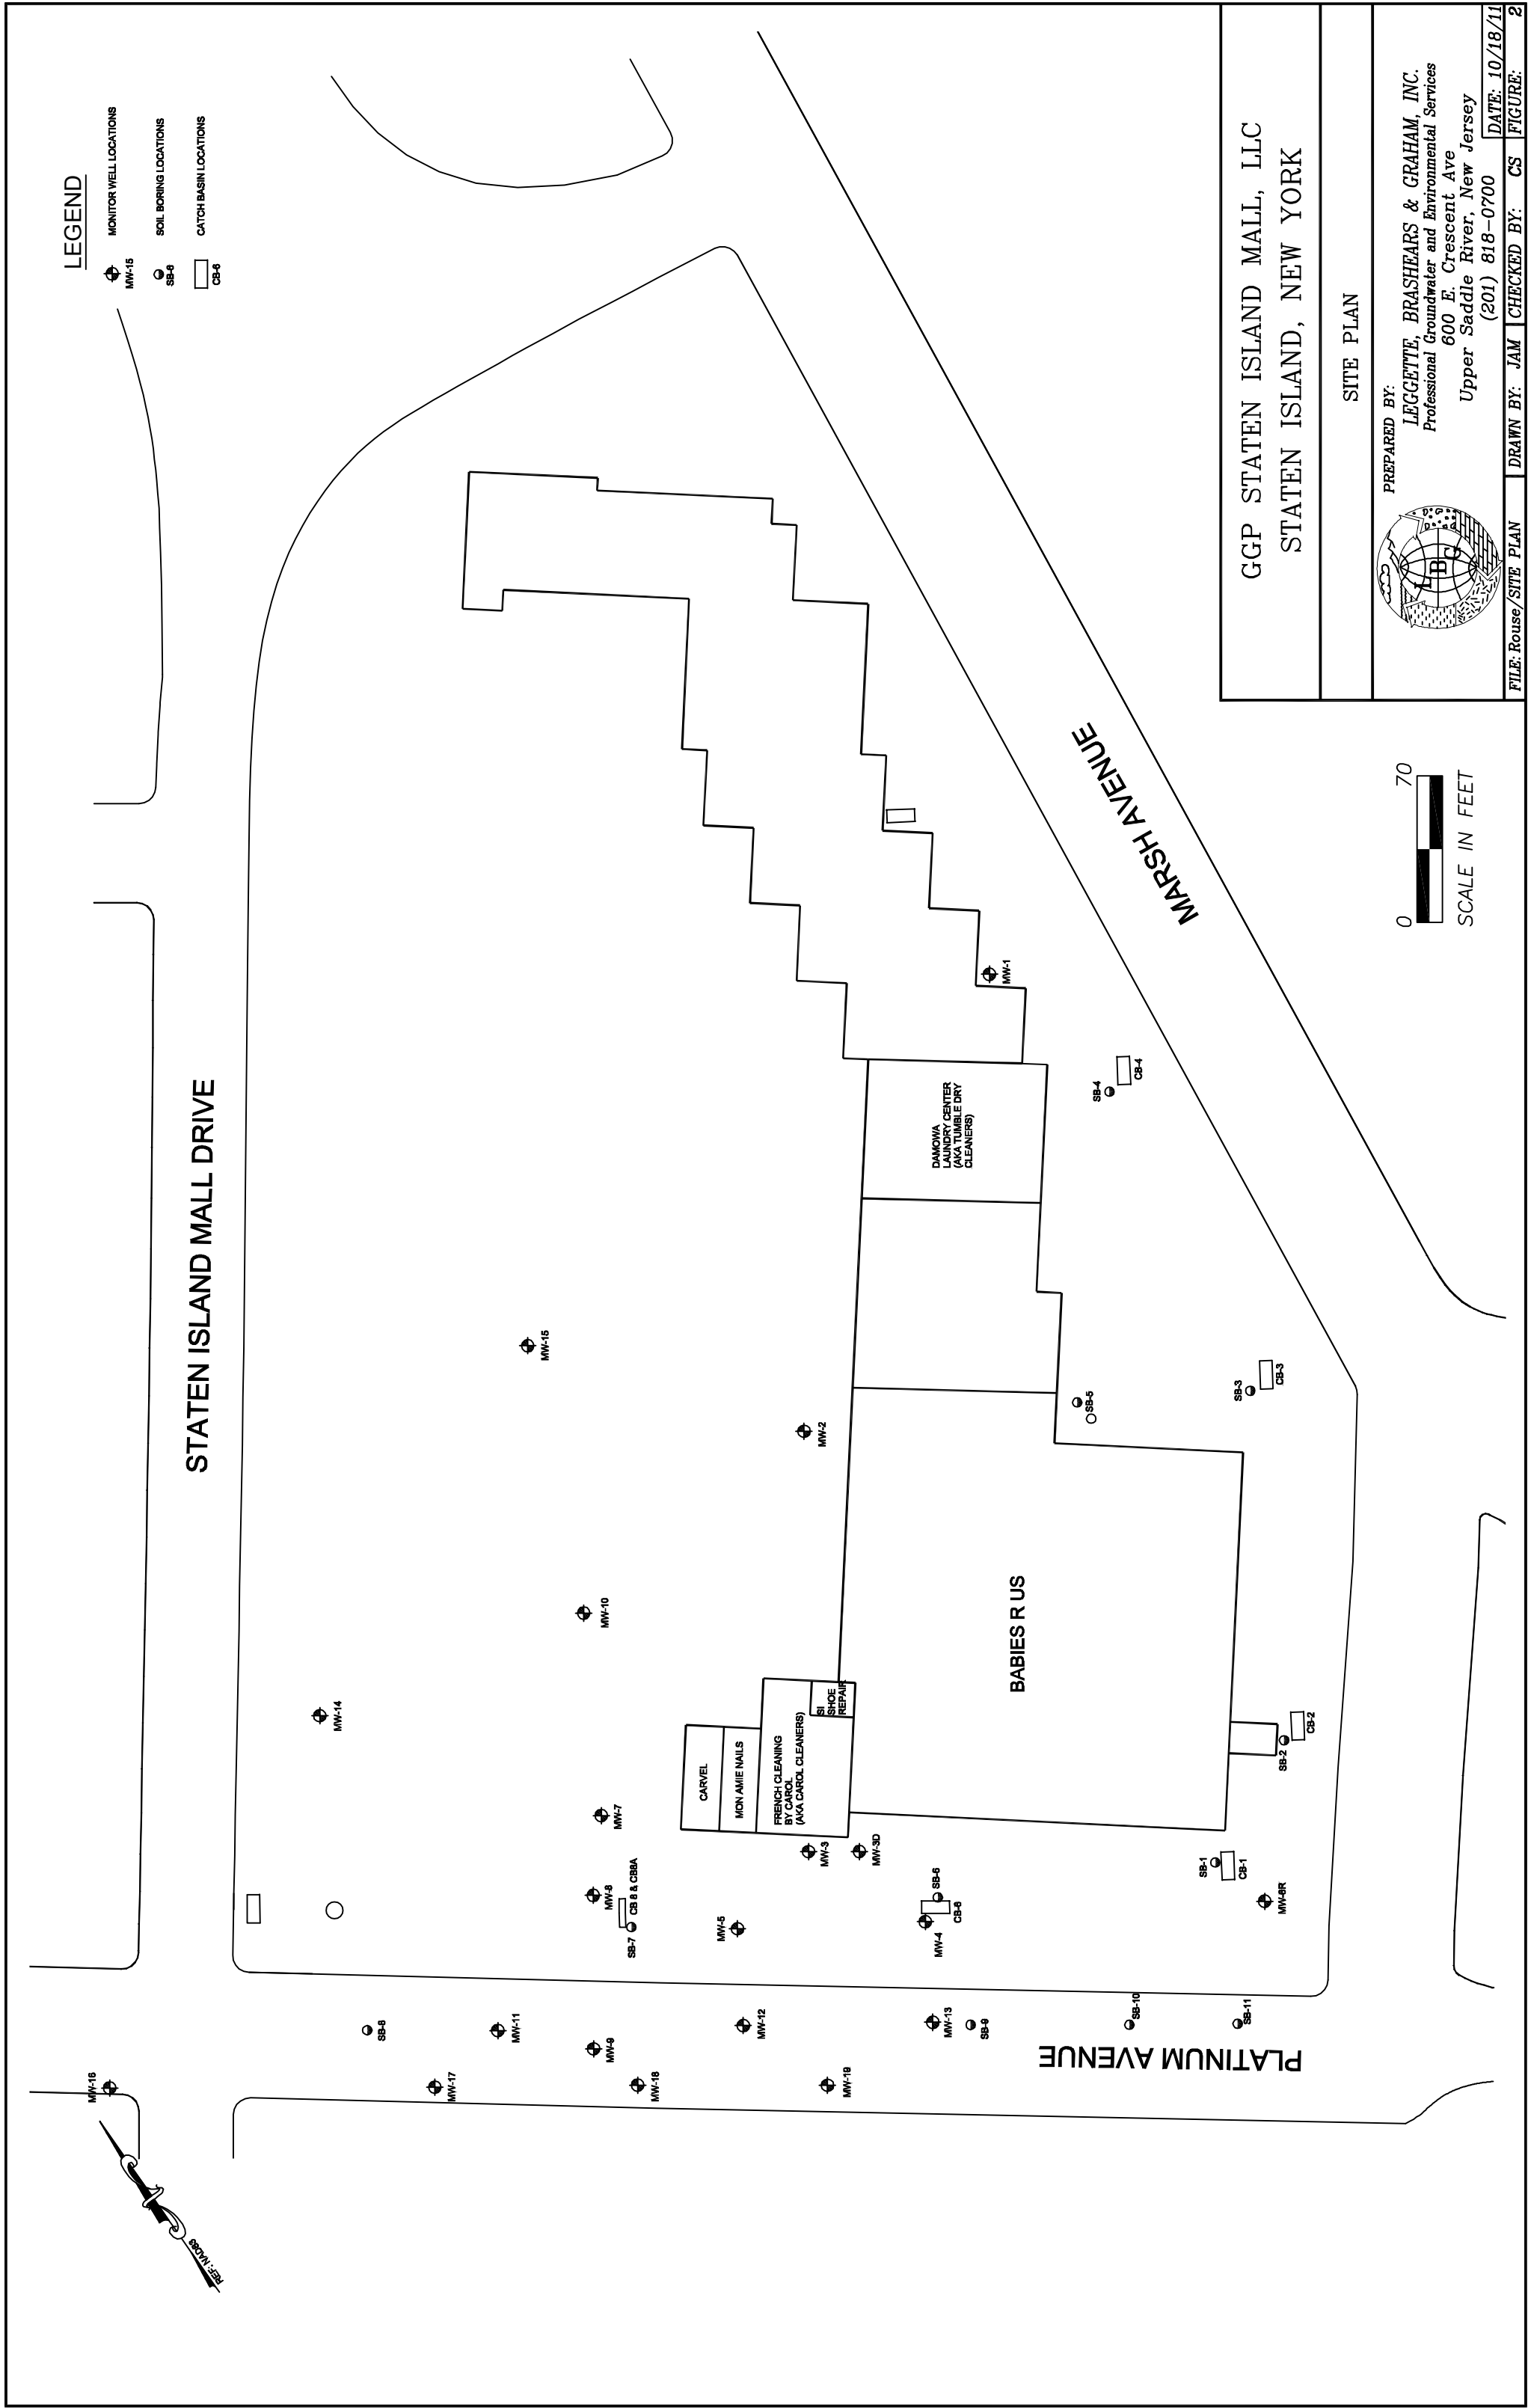 LEGEND
MW-15
MONITOR WELL LOCATIONS
SB-6
SOIL BORING LOCATIONS
CB-6
CATCH BASIN LOCATIONS
STATEN ISLAND MALL DRIVE
MARSH AVENUE
PLATINUM AVENUE
REF: NAD83
MW-16
MW-17
SB-8
MW-11
MW-9
MW-18
MW-12
MW-19
MW-13
SB-9
SB-10
SB-11
MW-14
MW-15
MW-10
MW-2
MW-1
MW-7
MW-8
CB 8 & CB8A
SB-7
MW-5
MW-3
MW-3D
SB-6
CB-6
MW-4
SB-1
CB-1
MW-6R
SB-2
CB-2
SB-3
CB-3
SB-5
SB-4
CB-4
CARVEL
MON AMIE NAILS
FRENCH CLEANING
BY CAROL
(AKA CAROL CLEANERS)
SI
SHOE
REPAIR
BABIES R US
DAMOWA
LAUNDRY CENTER
(AKA TUMBLE DRY
CLEANERS)
0 70
SCALE IN FEET
GGP STATEN ISLAND MALL, LLC
STATEN ISLAND, NEW YORK
SITE PLAN
PREPARED BY:
LBG
LEGGETTE, BRASHEARS & GRAHAM, INC.
Professional Groundwater and Environmental Services
600 E. Crescent Ave
Upper Saddle River, New Jersey
(201) 818-0700
DATE: 10/18/11
FILE: Rouse/SITE PLAN DRAWN BY: JAM CHECKED BY: CS FIGURE: 2